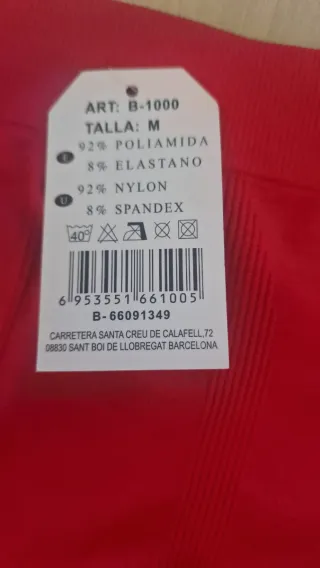 ART: B-1000
TALLA: M
E 92% POLIAMIDA
8% ELASTANO
U 92% NYLON
8% SPANDEX
40°
6 953551 661005
B-66091349
CARRETERA SANTA CREU DE CALAFELL,72
08830 SANT BOI DE LLOBREGAT BARCELONA